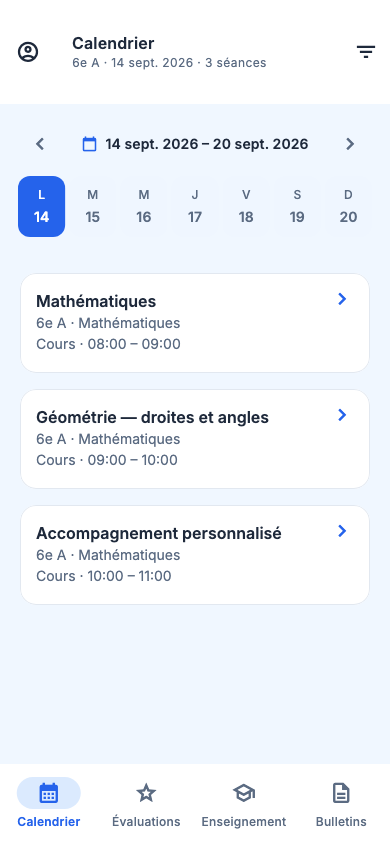 Calendrier
6e A · 14 sept. 2026 · 3 séances
14 sept. 2026 – 20 sept. 2026
L M M J V S D
14 15 16 17 18 19 20
Mathématiques
6e A · Mathématiques
Cours · 08:00 – 09:00
Géométrie — droites et angles
6e A · Mathématiques
Cours · 09:00 – 10:00
Accompagnement personnalisé
6e A · Mathématiques
Cours · 10:00 – 11:00
Calendrier Évaluations Enseignement Bulletins